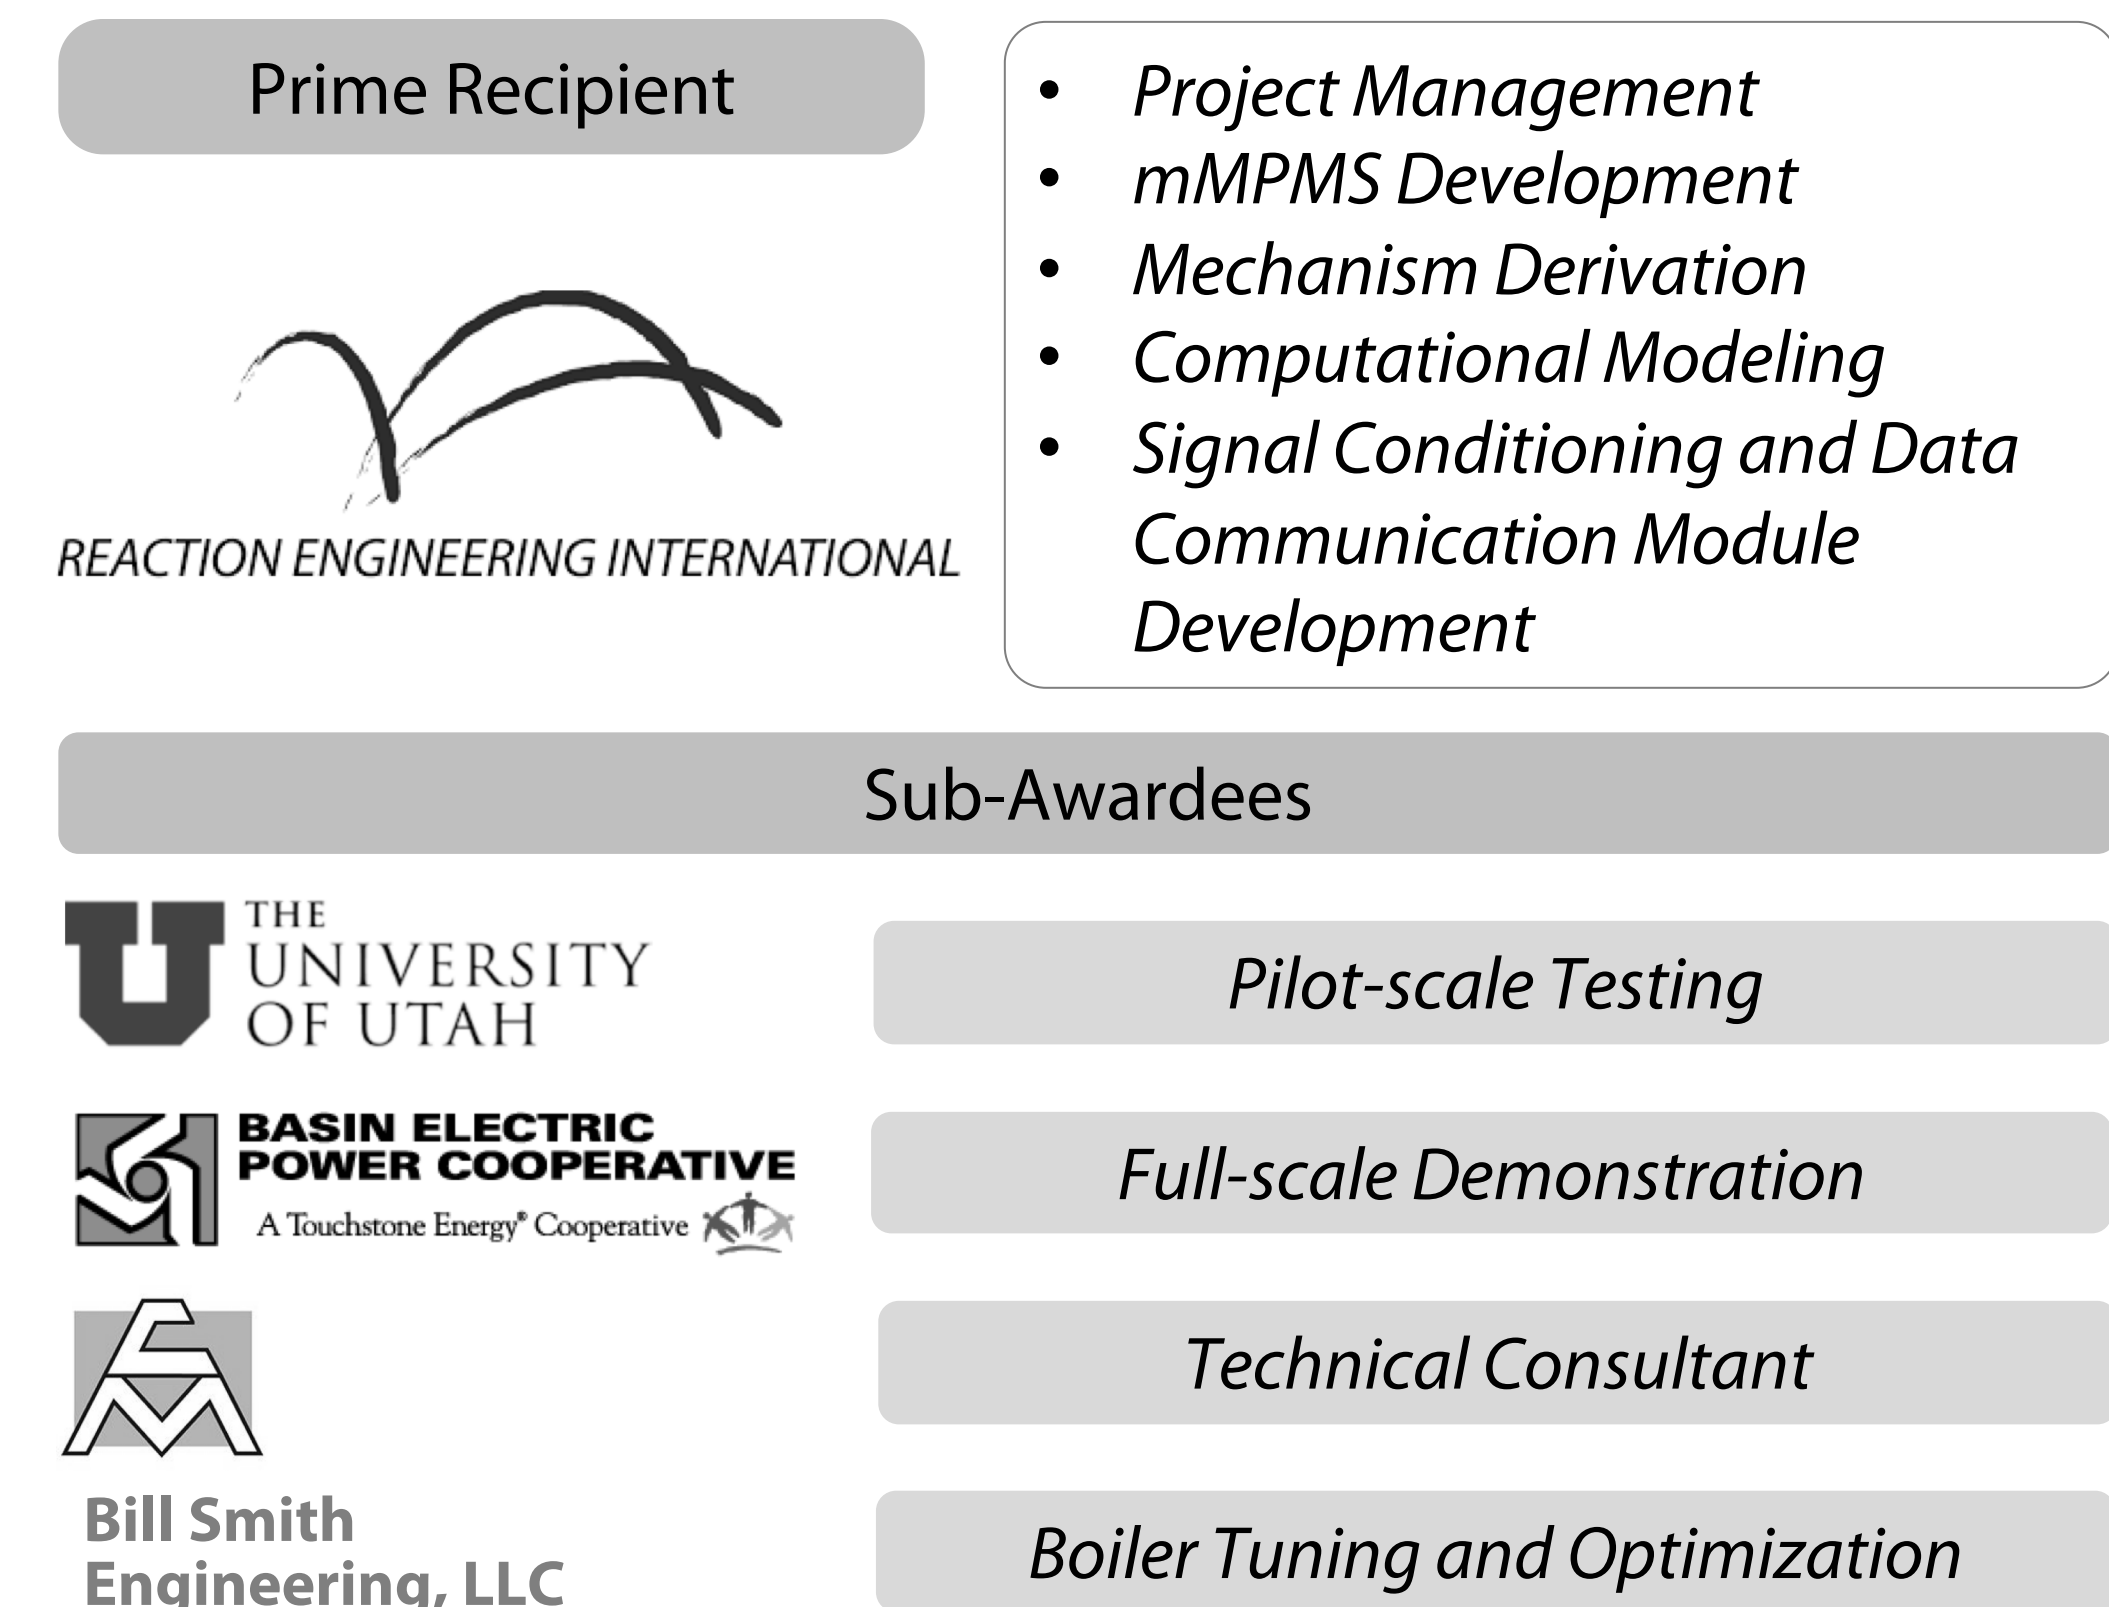 Prime Recipient
• Project Management
• mMPMS Development
• Mechanism Derivation
• Computational Modeling
• Signal Conditioning and Data
Communication Module
Development
REACTION ENGINEERING INTERNATIONAL
Sub-Awardees
THE
UNIVERSITY
OF UTAH
Pilot-scale Testing
BASIN ELECTRIC
POWER COOPERATIVE
A Touchstone Energy® Cooperative
Full-scale Demonstration
Technical Consultant
Bill Smith
Engineering, LLC
Boiler Tuning and Optimization